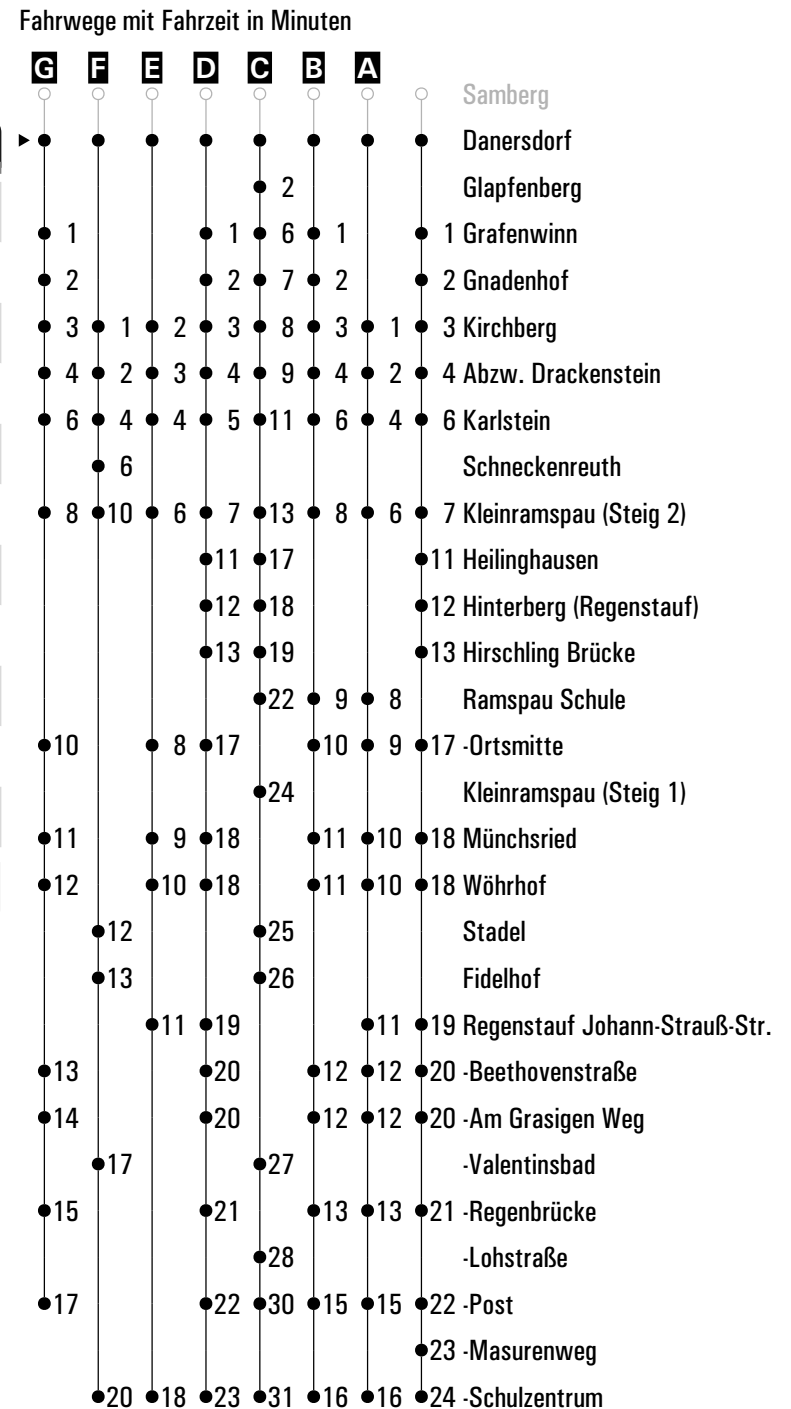 Fahrwege mit Fahrzeit in Minuten
G F E D C B A
Samberg
Danersdorf
2 Glapfenberg
1 1 6 1 1 Grafenwinn
2 2 7 2 2 Gnadenhof
3 1 2 3 8 3 1 3 Kirchberg
4 2 3 4 9 4 2 4 Abzw. Drackenstein
6 4 4 5 11 6 4 6 Karlstein
6 Schneckenreuth
8 10 6 7 13 8 6 7 Kleinramspau (Steig 2)
11 17 11 Heilinghausen
12 18 12 Hinterberg (Regenstauf)
13 19 13 Hirschling Brücke
22 9 8 Ramspau Schule
10 8 17 10 9 17 -Ortsmitte
24 Kleinramspau (Steig 1)
11 9 18 11 10 18 Münchsried
12 10 18 11 10 18 Wöhrhof
12 25 Stadel
13 26 Fidelhof
11 19 11 19 Regenstauf Johann-Strauß-Str.
13 20 12 12 20 -Beethovenstraße
14 20 12 12 20 -Am Grasigen Weg
17 27 -Valentinsbad
15 21 13 13 21 -Regenbrücke
28 -Lohstraße
17 22 30 15 15 22 -Post
23 -Masurenweg
20 18 23 31 16 16 24 -Schulzentrum